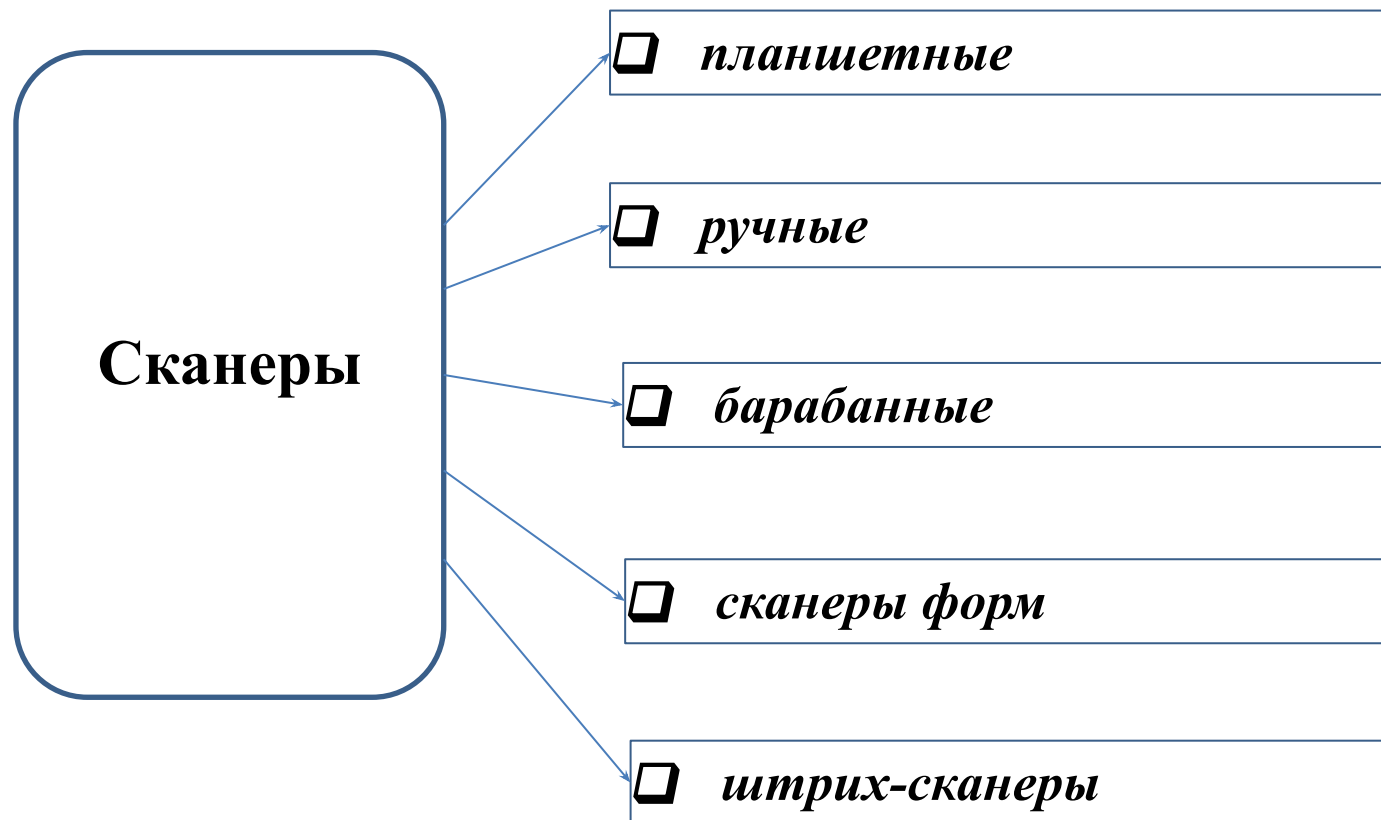 Сканеры
планшетные
ручные
барабанные
сканеры форм
штрих-сканеры